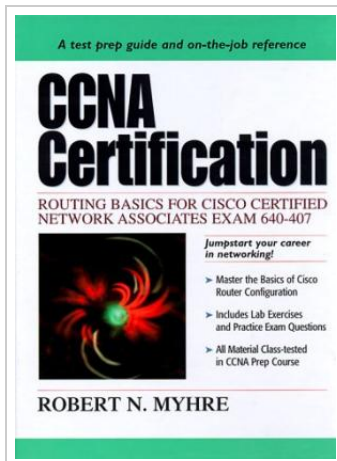 A test prep guide and on-the-job reference
CCNA
Certification
ROUTING BASICS FOR CISCO CERTIFIED
NETWORK ASSOCIATES EXAM 640-407
Jumpstart your career
in networking!
➤ Master the Basics of Cisco
Router Configuration
➤ Includes Lab Exercises
and Practice Exam Questions
➤ All Material Class-tested
in CCNA Prep Course
ROBERT N. MYHRE